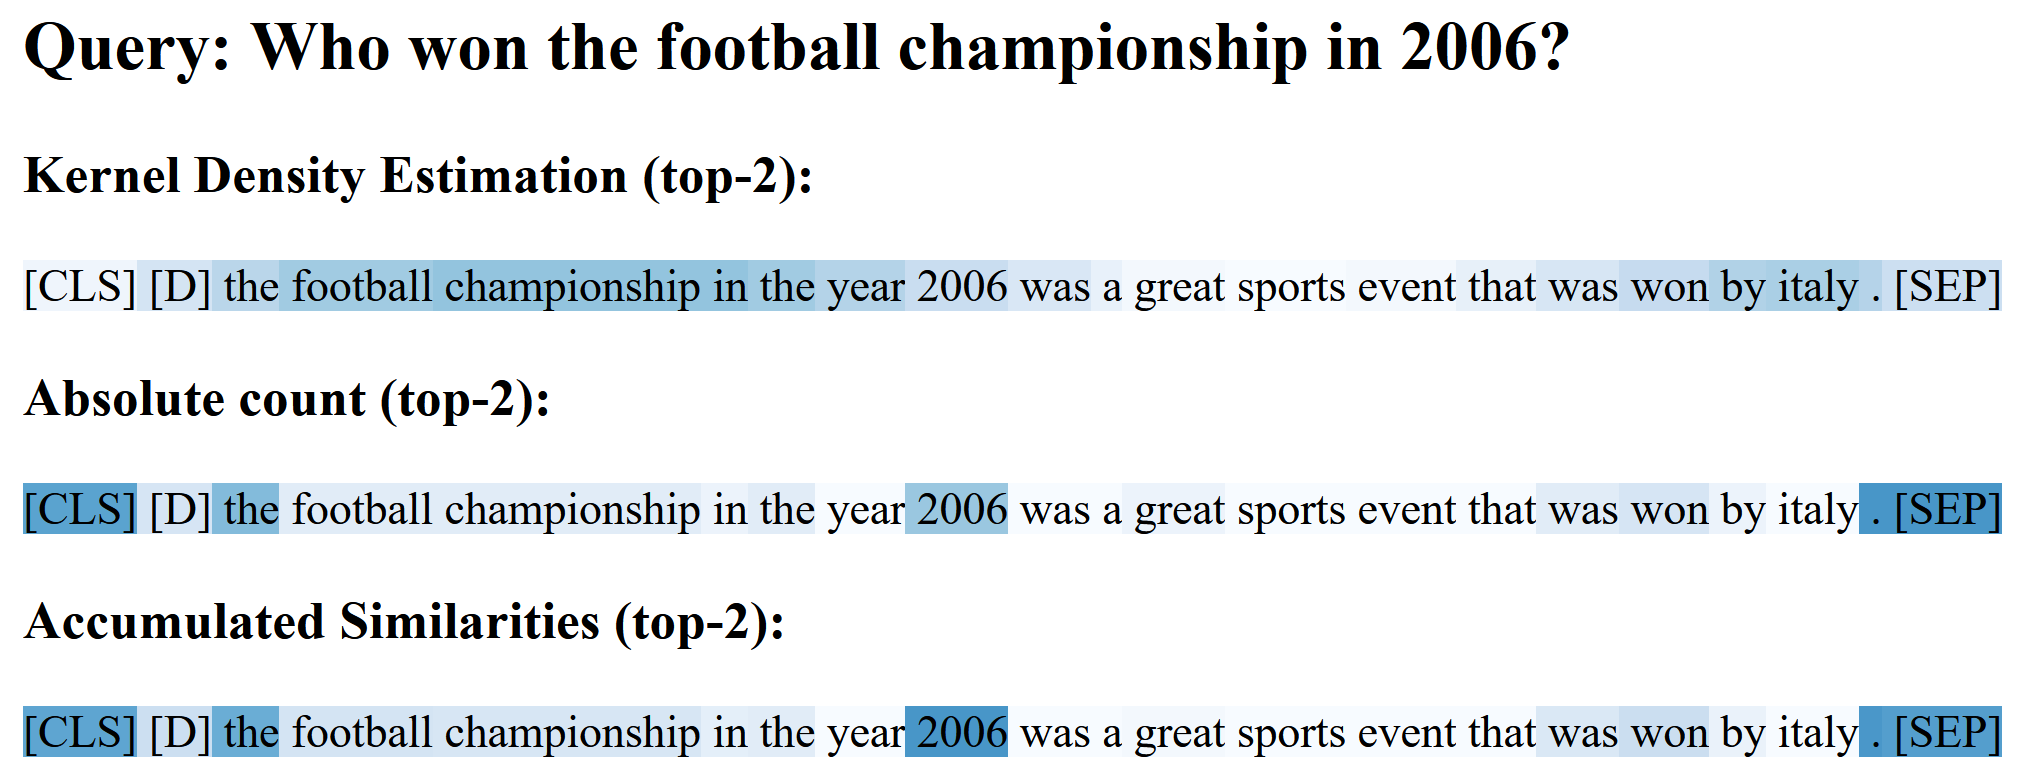 Query: Who won the football championship in 2006?
Kernel Density Estimation (top-2):
[CLS] [D] the football championship in the year 2006 was a great sports event that was won by italy . [SEP]
Absolute count (top-2):
[CLS] [D] the football championship in the year 2006 was a great sports event that was won by italy . [SEP]
Accumulated Similarities (top-2):
[CLS] [D] the football championship in the year 2006 was a great sports event that was won by italy . [SEP]